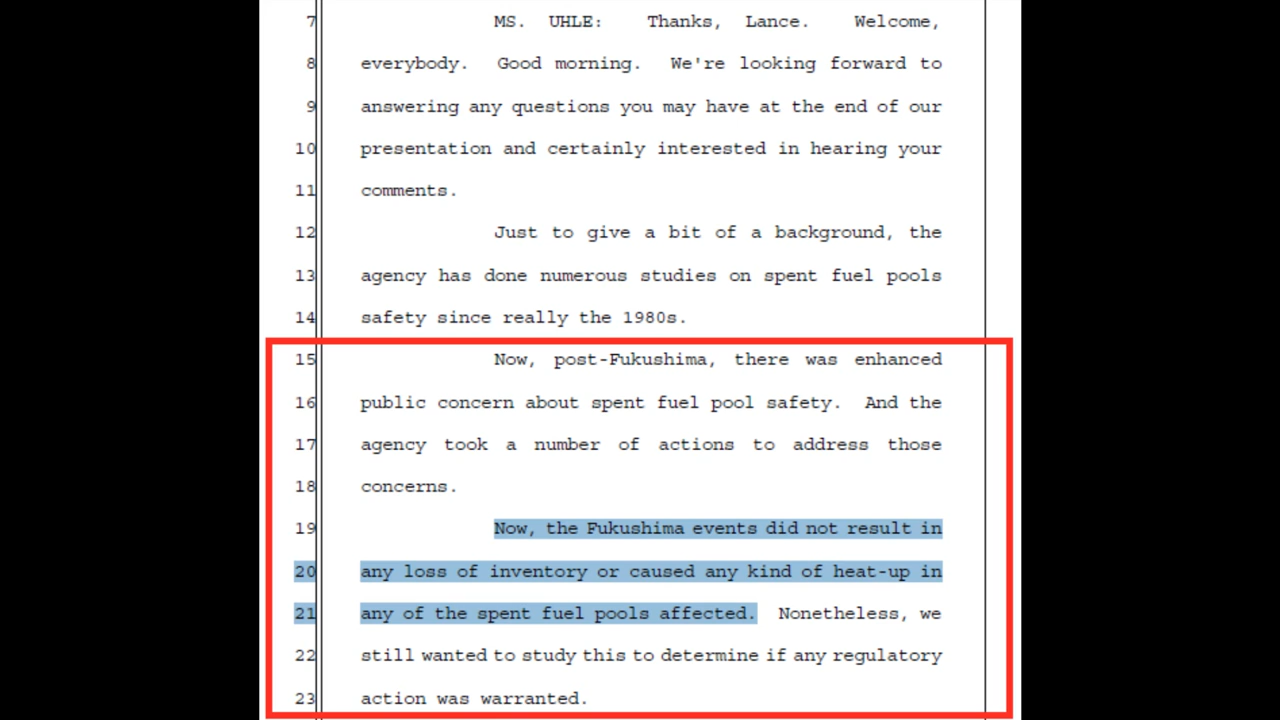 7 MS. UHLE: Thanks, Lance. Welcome,
8 everybody. Good morning. We're looking forward to
9 answering any questions you may have at the end of our
10 presentation and certainly interested in hearing your
11 comments.
12 Just to give a bit of a background, the
13 agency has done numerous studies on spent fuel pools
14 safety since really the 1980s.
15 Now, post-Fukushima, there was enhanced
16 public concern about spent fuel pool safety. And the
17 agency took a number of actions to address those
18 concerns.
19 Now, the Fukushima events did not result in
20 any loss of inventory or caused any kind of heat-up in
21 any of the spent fuel pools affected. Nonetheless, we
22 still wanted to study this to determine if any regulatory
23 action was warranted.